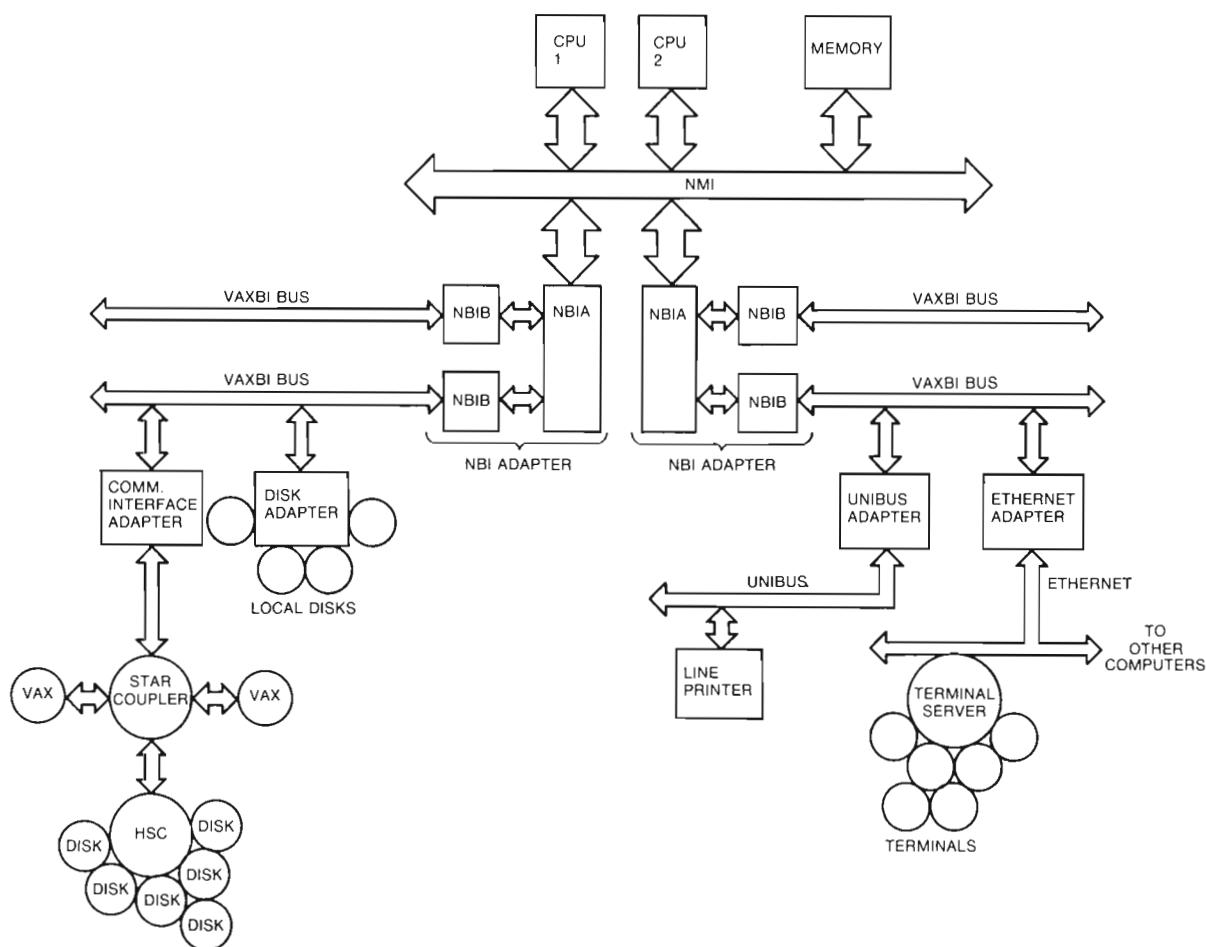 CPU
1
CPU
2
MEMORY
NMI
VAXBI BUS
NBIB
NBIA
NBIA
NBIB
VAXBI BUS
VAXBI BUS
NBIB
NBIB
VAXBI BUS
NBI ADAPTER
NBI ADAPTER
COMM.
INTERFACE
ADAPTER
DISK
ADAPTER
LOCAL DISKS
UNIBUS
ADAPTER
ETHERNET
ADAPTER
UNIBUS
ETHERNET
TO
OTHER
COMPUTERS
LINE
PRINTER
TERMINAL
SERVER
TERMINALS
VAX
STAR
COUPLER
VAX
HSC
DISK
DISK
DISK
DISK
DISK
DISK